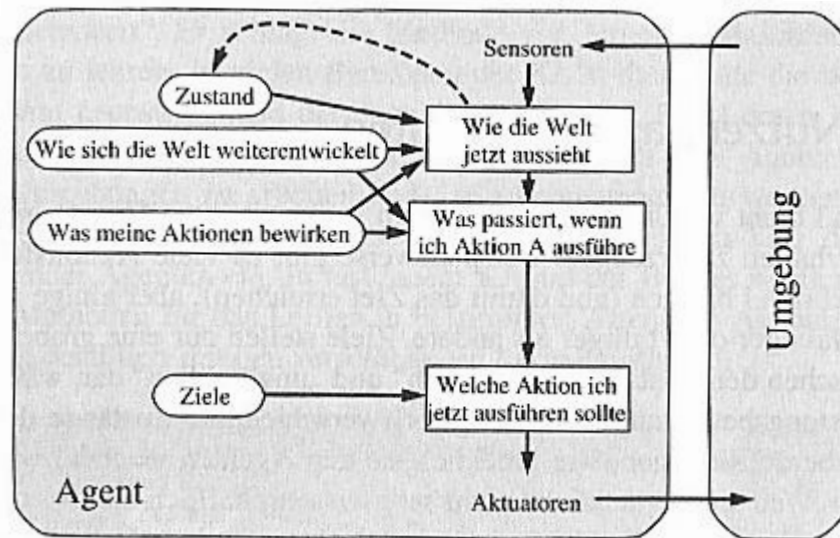 Sensoren
Zustand
Wie die Welt
jetzt aussieht
Wie sich die Welt weiterentwickelt
Was meine Aktionen bewirken
Was passiert, wenn
ich Aktion A ausführe
Ziele
Welche Aktion ich
jetzt ausführen sollte
Agent
Aktuatoren
Umgebung